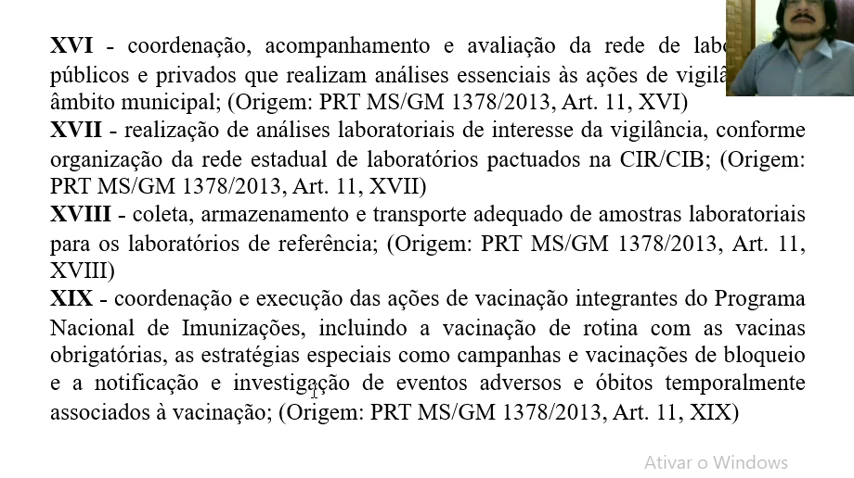 XVI - coordenação, acompanhamento e avaliação da rede de
públicos e privados que realizam análises essenciais às ações de
âmbito municipal; (Origem: PRT MS/GM 1378/2013, Art. 11, XVI)
XVII - realização de análises laboratoriais de interesse da vigilância, conforme
organização da rede estadual de laboratórios pactuados na CIR/CIB; (Origem:
PRT MS/GM 1378/2013, Art. 11, XVII)
XVIII - coleta, armazenamento e transporte adequado de amostras laboratoriais
para os laboratórios de referência; (Origem: PRT MS/GM 1378/2013, Art. 11,
XVIII)
XIX - coordenação e execução das ações de vacinação integrantes do Programa
Nacional de Imunizações, incluindo a vacinação de rotina com as vacinas
obrigatórias, as estratégias especiais como campanhas e vacinações de bloqueio
e a notificação e investigação de eventos adversos e óbitos temporalmente
associados à vacinação; (Origem: PRT MS/GM 1378/2013, Art. 11, XIX)
Ativar o Windows